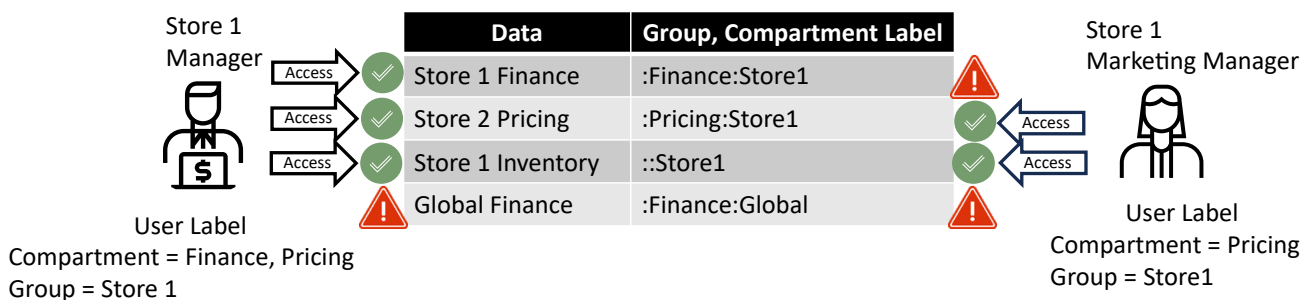 Store 1
Manager
Access
Access
Access
$
User Label
Compartment = Finance, Pricing
Group = Store 1
Data Group, Compartment Label
Store 1 Finance :Finance:Store1
Store 2 Pricing :Pricing:Store1
Store 1 Inventory ::Store1
Global Finance :Finance:Global
!
!
!
Store 1
Marketing Manager
Access
Access
User Label
Compartment = Pricing
Group = Store1